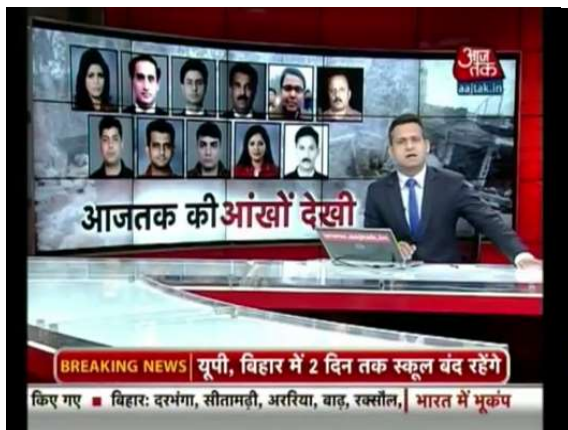 आज
तक
aajtak.in
आजतक की आंखों देखी
BREAKING NEWS यूपी, बिहार में 2 दिन तक स्कूल बंद रहेंगे
किए गए ■ बिहार: दरभंगा, सीतामढ़ी, अररिया, बाढ़, रक्सौल, भारत में भूकंप